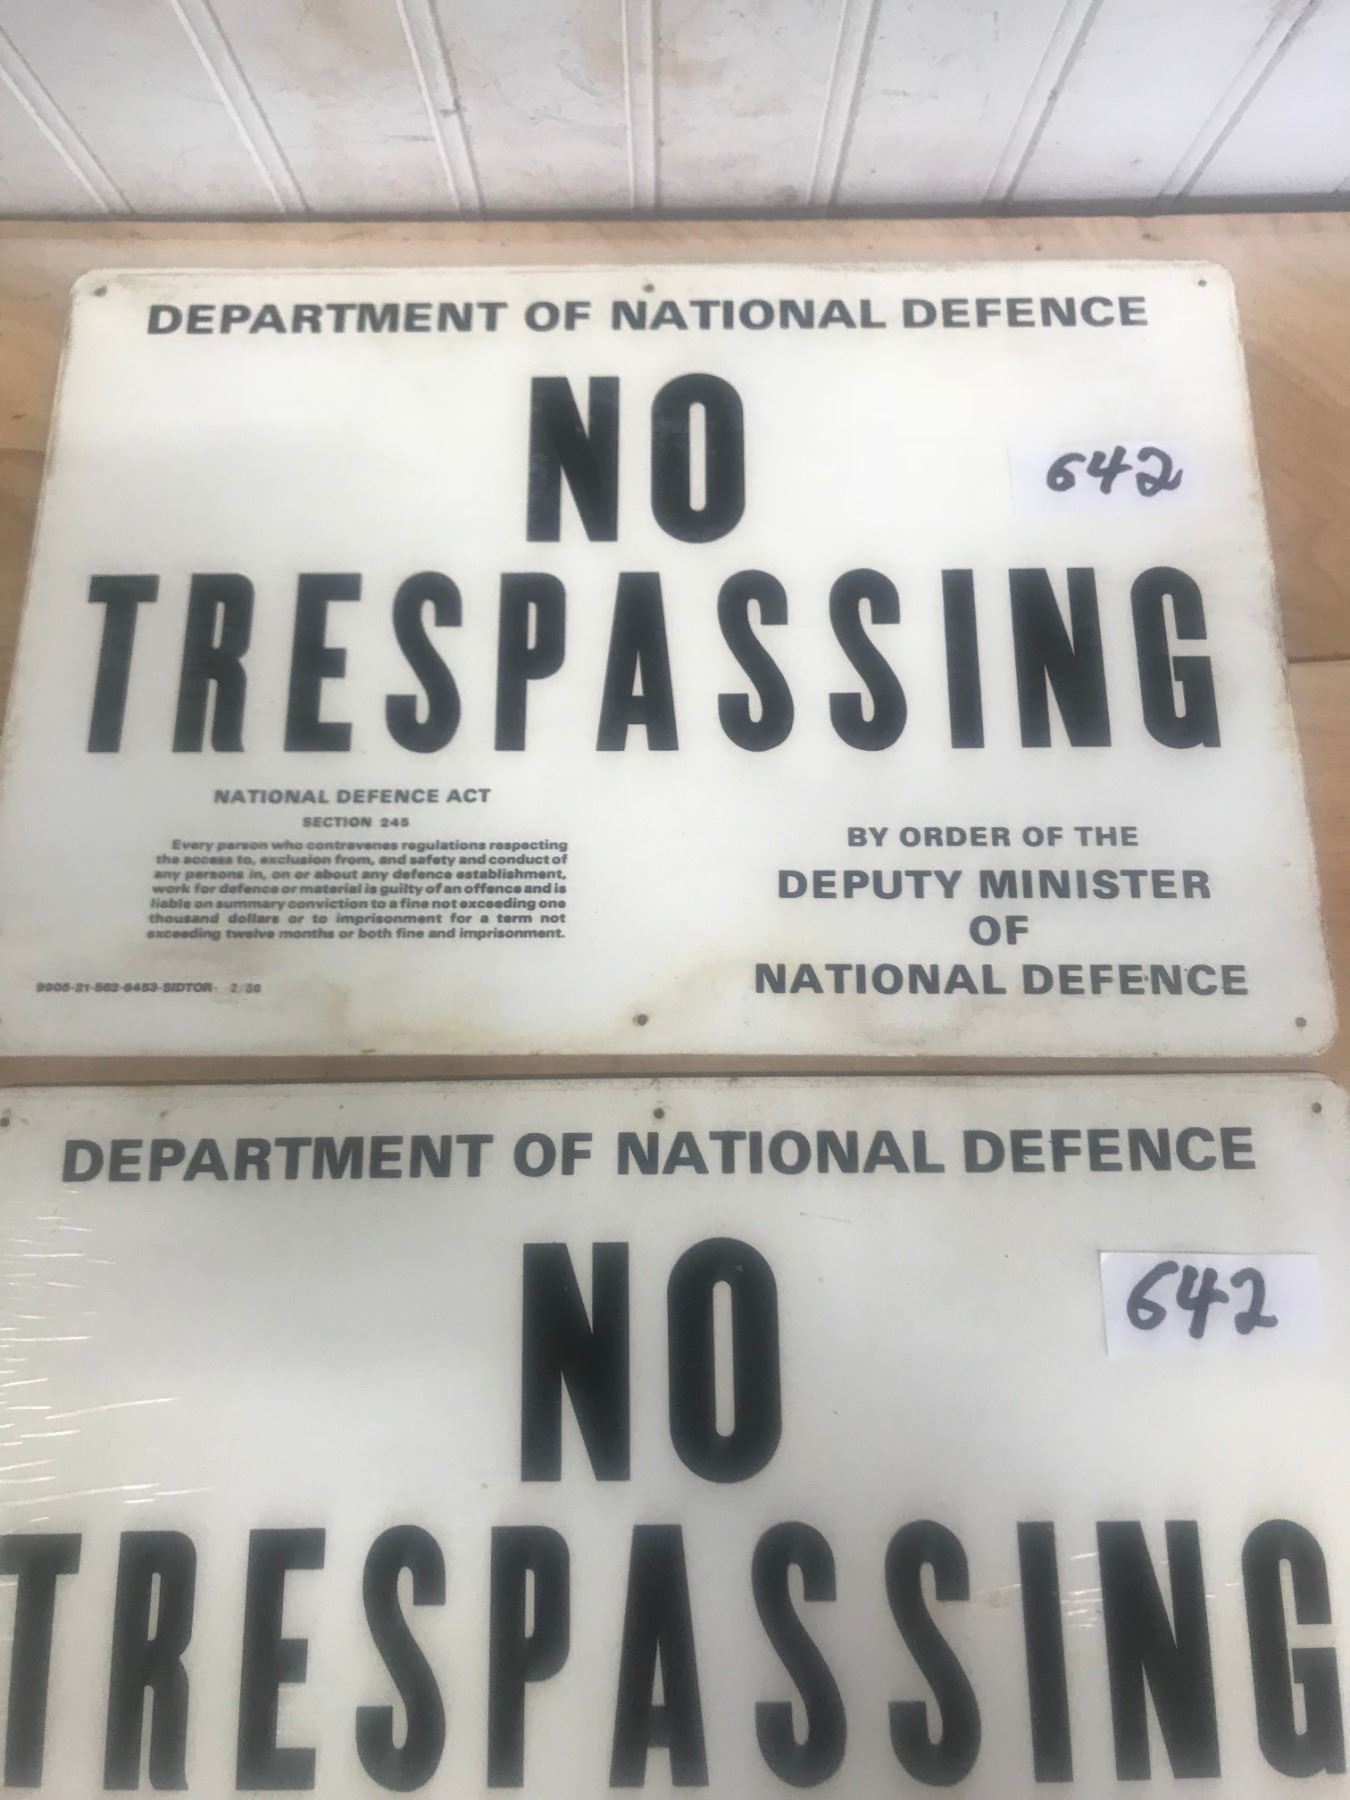 DEPARTMENT OF NATIONAL DEFENCE
NO
642
TRESPASSING
NATIONAL DEFENCE ACT
SECTION 245
Every person who contravenes regulations respecting
the access to, exclusion from, and safety and conduct of
any persons in, on or about any defence establishment,
work for defence or material is guilty of an offence and is
liable on summary conviction to a fine not exceeding one
thousand dollars or to imprisonment for a term not
exceeding twelve months or both fine and imprisonment.
BY ORDER OF THE
DEPUTY MINISTER
OF
NATIONAL DEFENCE
DEPARTMENT OF NATIONAL DEFENCE
NO
642
TRESPASSING